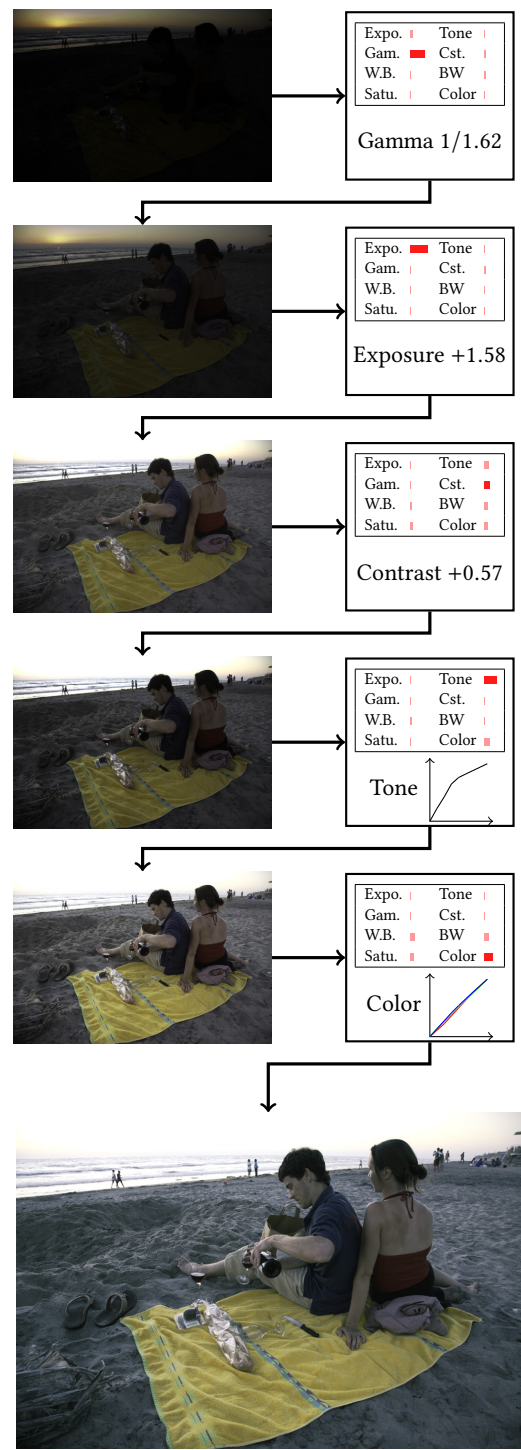 Expo. Tone
Gam. Cst.
W.B. BW
Satu. Color
Gamma 1/1.62
Expo. Tone
Gam. Cst.
W.B. BW
Satu. Color
Exposure +1.58
Expo. Tone
Gam. Cst.
W.B. BW
Satu. Color
Contrast +0.57
Expo. Tone
Gam. Cst.
W.B. BW
Satu. Color
Tone
Expo. Tone
Gam. Cst.
W.B. BW
Satu. Color
Color